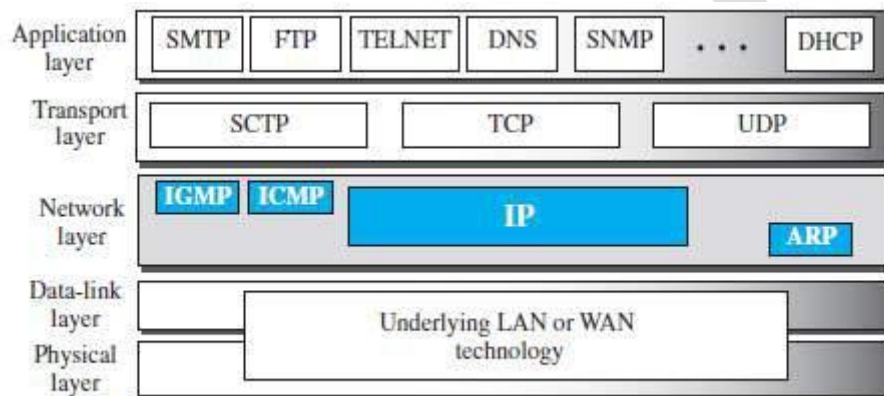 Application layer
SMTP FTP TELNET DNS SNMP ... DHCP
Transport layer
SCTP TCP UDP
Network layer
IGMP ICMP IP ARP
Data-link layer
Physical layer
Underlying LAN or WAN
technology